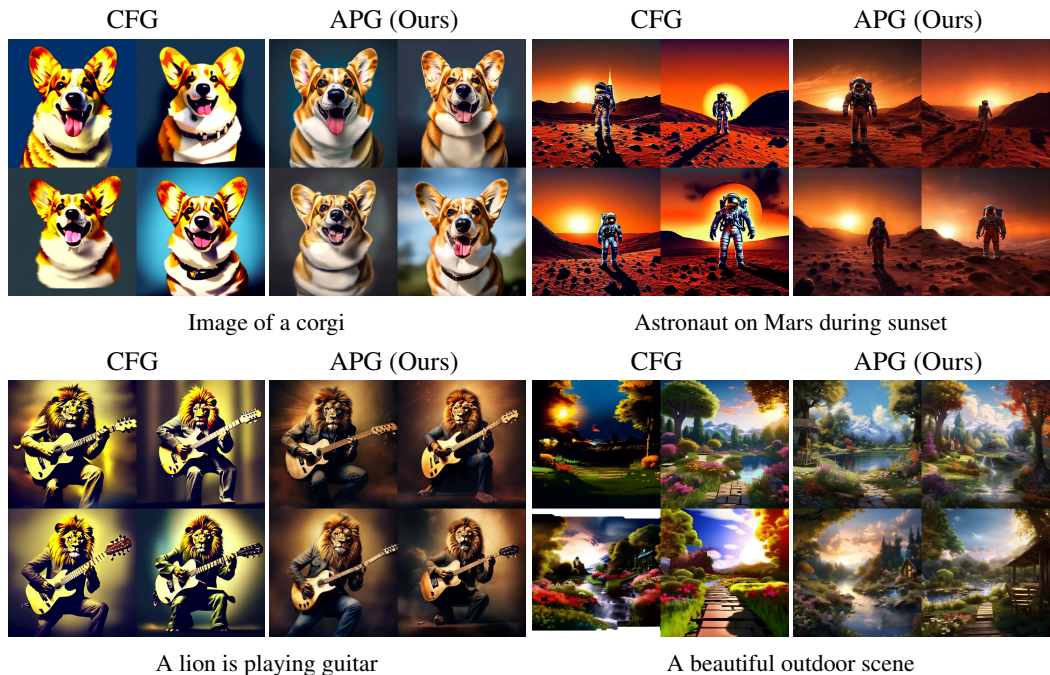 CFG
APG (Ours)
CFG
APG (Ours)
Image of a corgi
Astronaut on Mars during sunset
CFG
APG (Ours)
CFG
APG (Ours)
A lion is playing guitar
A beautiful outdoor scene